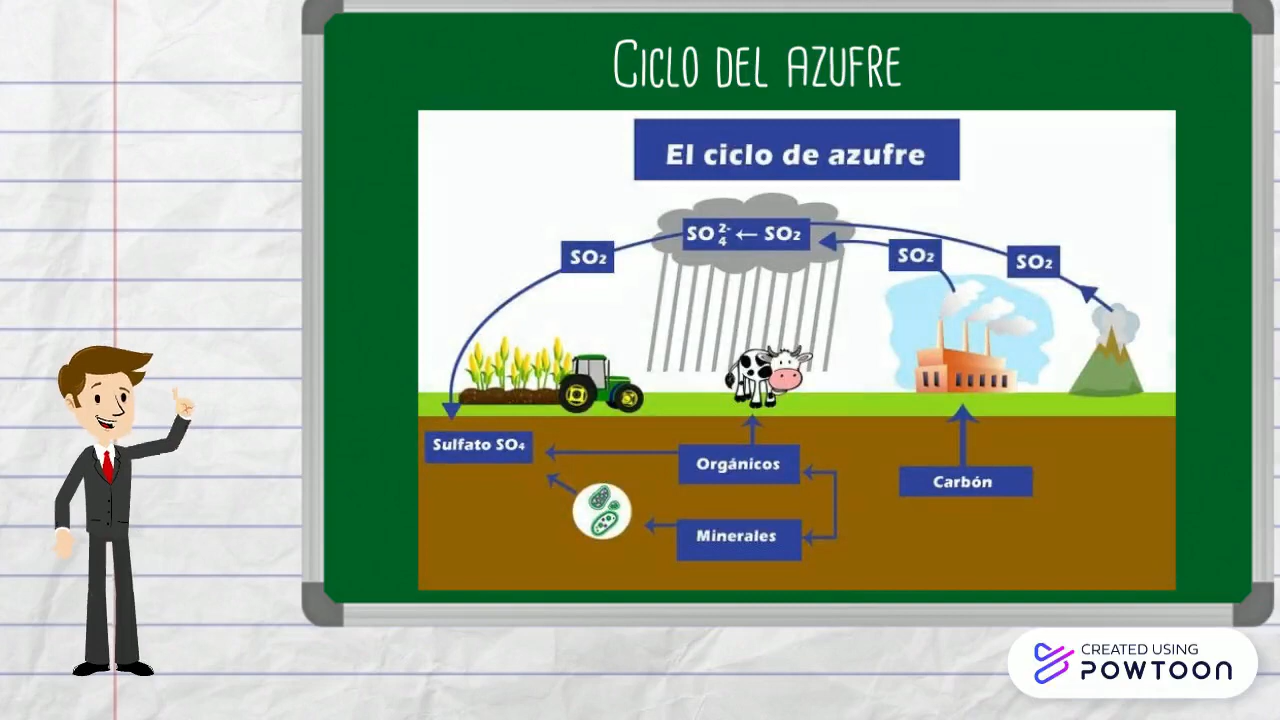 CICLO DEL AZUFRE
El ciclo de azufre
SO₄²⁻ ← SO₂
SO₂
SO₂
SO₂
Sulfato SO₄
Orgánicos
Carbón
Minerales
CREATED USING
POWTOON